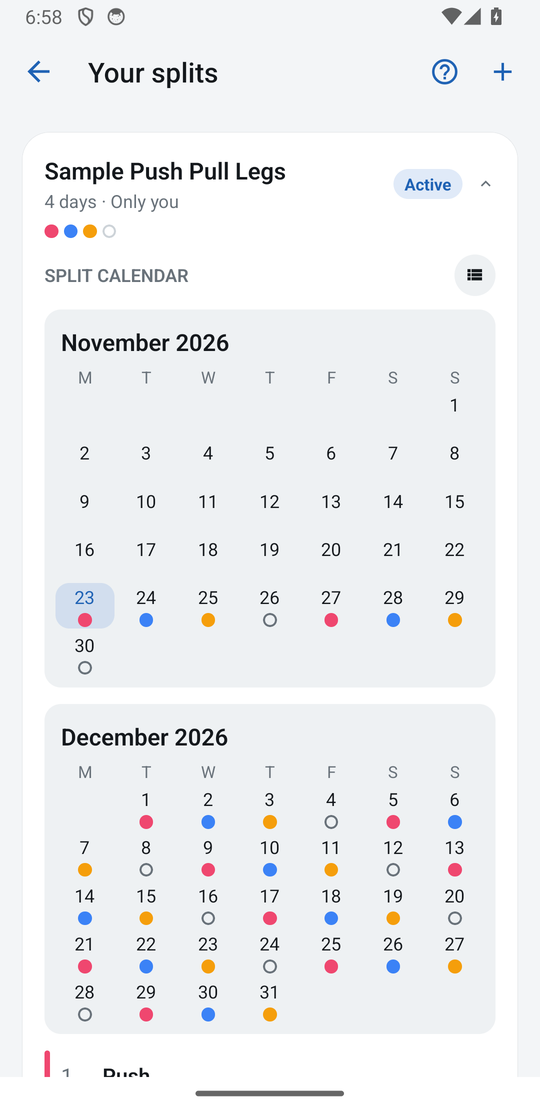 6:58
Your splits
Sample Push Pull Legs
Active
4 days · Only you
SPLIT CALENDAR
November 2026
M T W T F S S
1
2 3 4 5 6 7 8
9 10 11 12 13 14 15
16 17 18 19 20 21 22
23 24 25 26 27 28 29
30
December 2026
M T W T F S S
1 2 3 4 5 6
7 8 9 10 11 12 13
14 15 16 17 18 19 20
21 22 23 24 25 26 27
28 29 30 31
1 Push